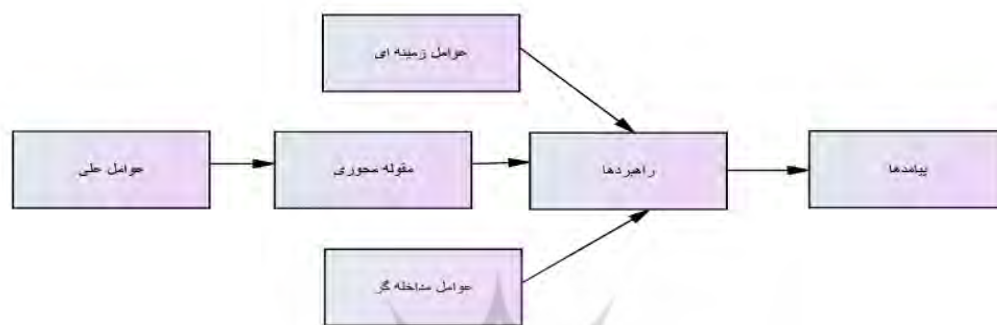 عوامل زمینه ای
عوامل علی
مقوله محوری
راهبردها
پیامدها
عوامل مداخله گر